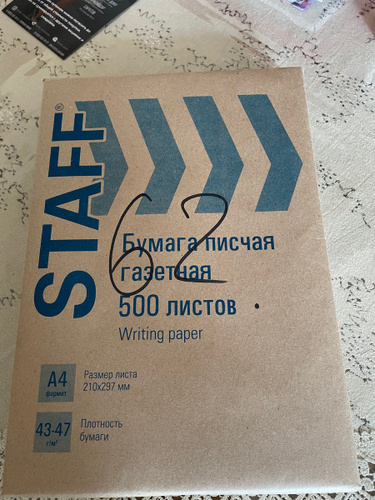 STAFF®
62
Бумага писчая
газетная
500 листов
Writing paper
A4
формат
Размер листа
210x297 мм
43-47
г/м²
Плотность
бумаги